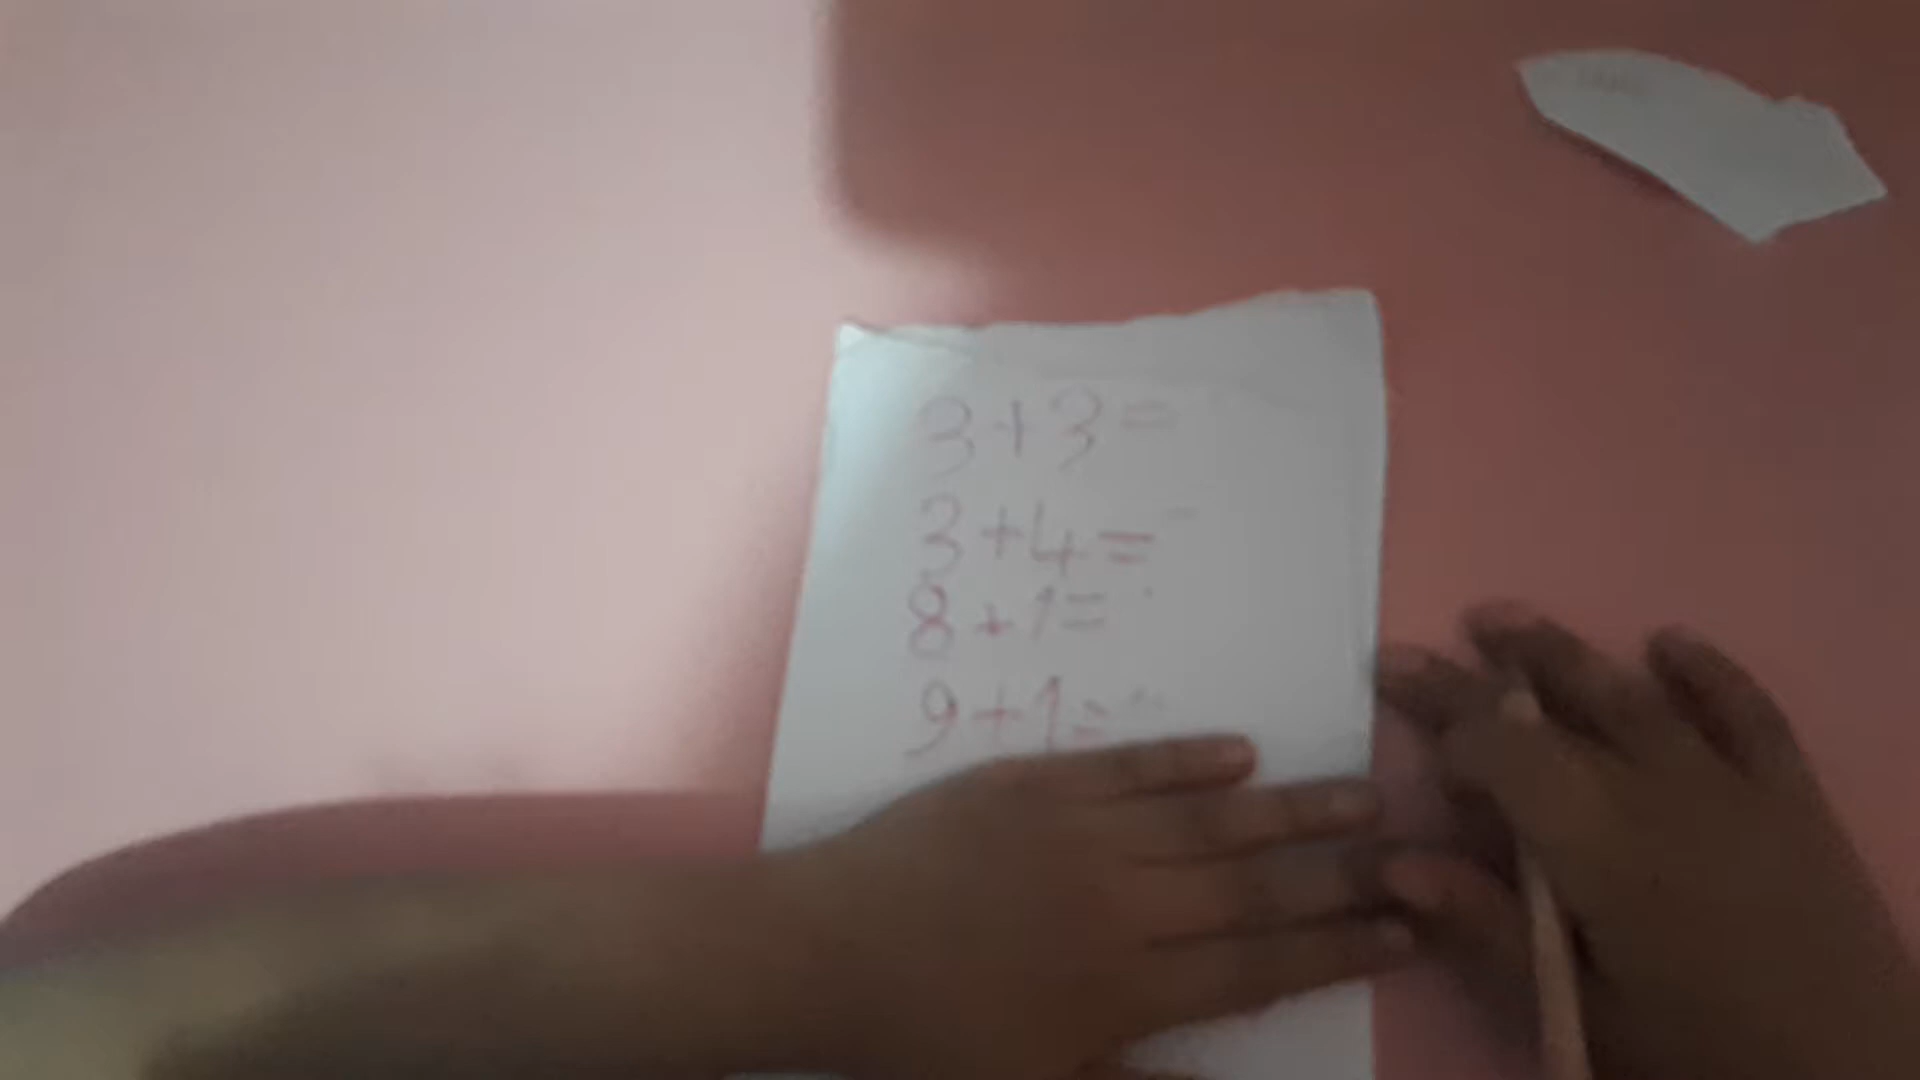 3+3=
3+4=
8+1=
9+1=